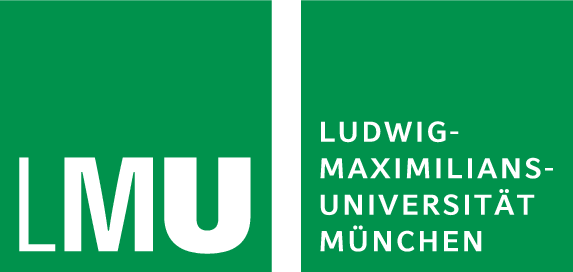 LMU
LUDWIG-
MAXIMILIANS-
UNIVERSITÄT
MÜNCHEN